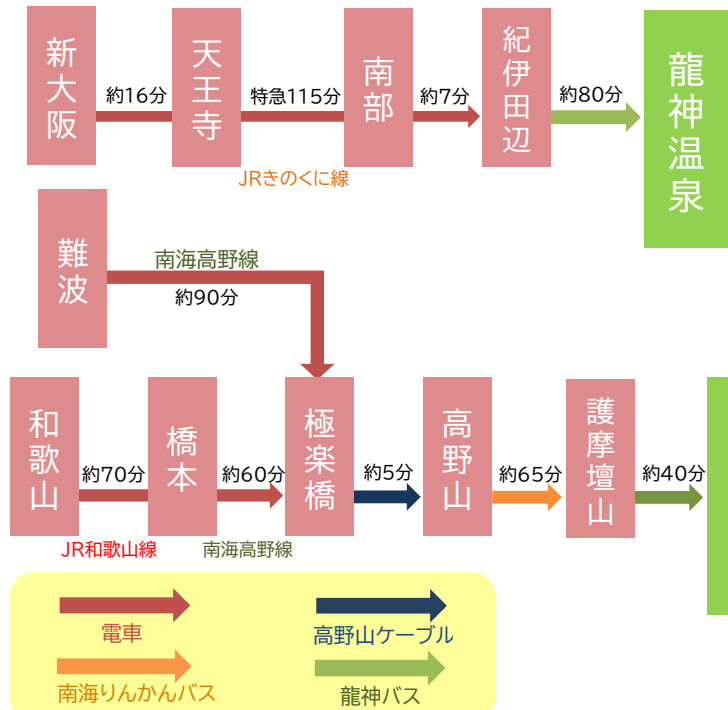 新大阪
約16分
天王寺
特急115分
南部
約7分
紀伊田辺
約80分
龍神温泉
JRきのくに線
難波
南海高野線
約90分
和歌山
約70分
橋本
約60分
極楽橋
約5分
高野山
約65分
護摩壇山
約40分
JR和歌山線
南海高野線
電車
高野山ケーブル
南海りんかんバス
龍神バス